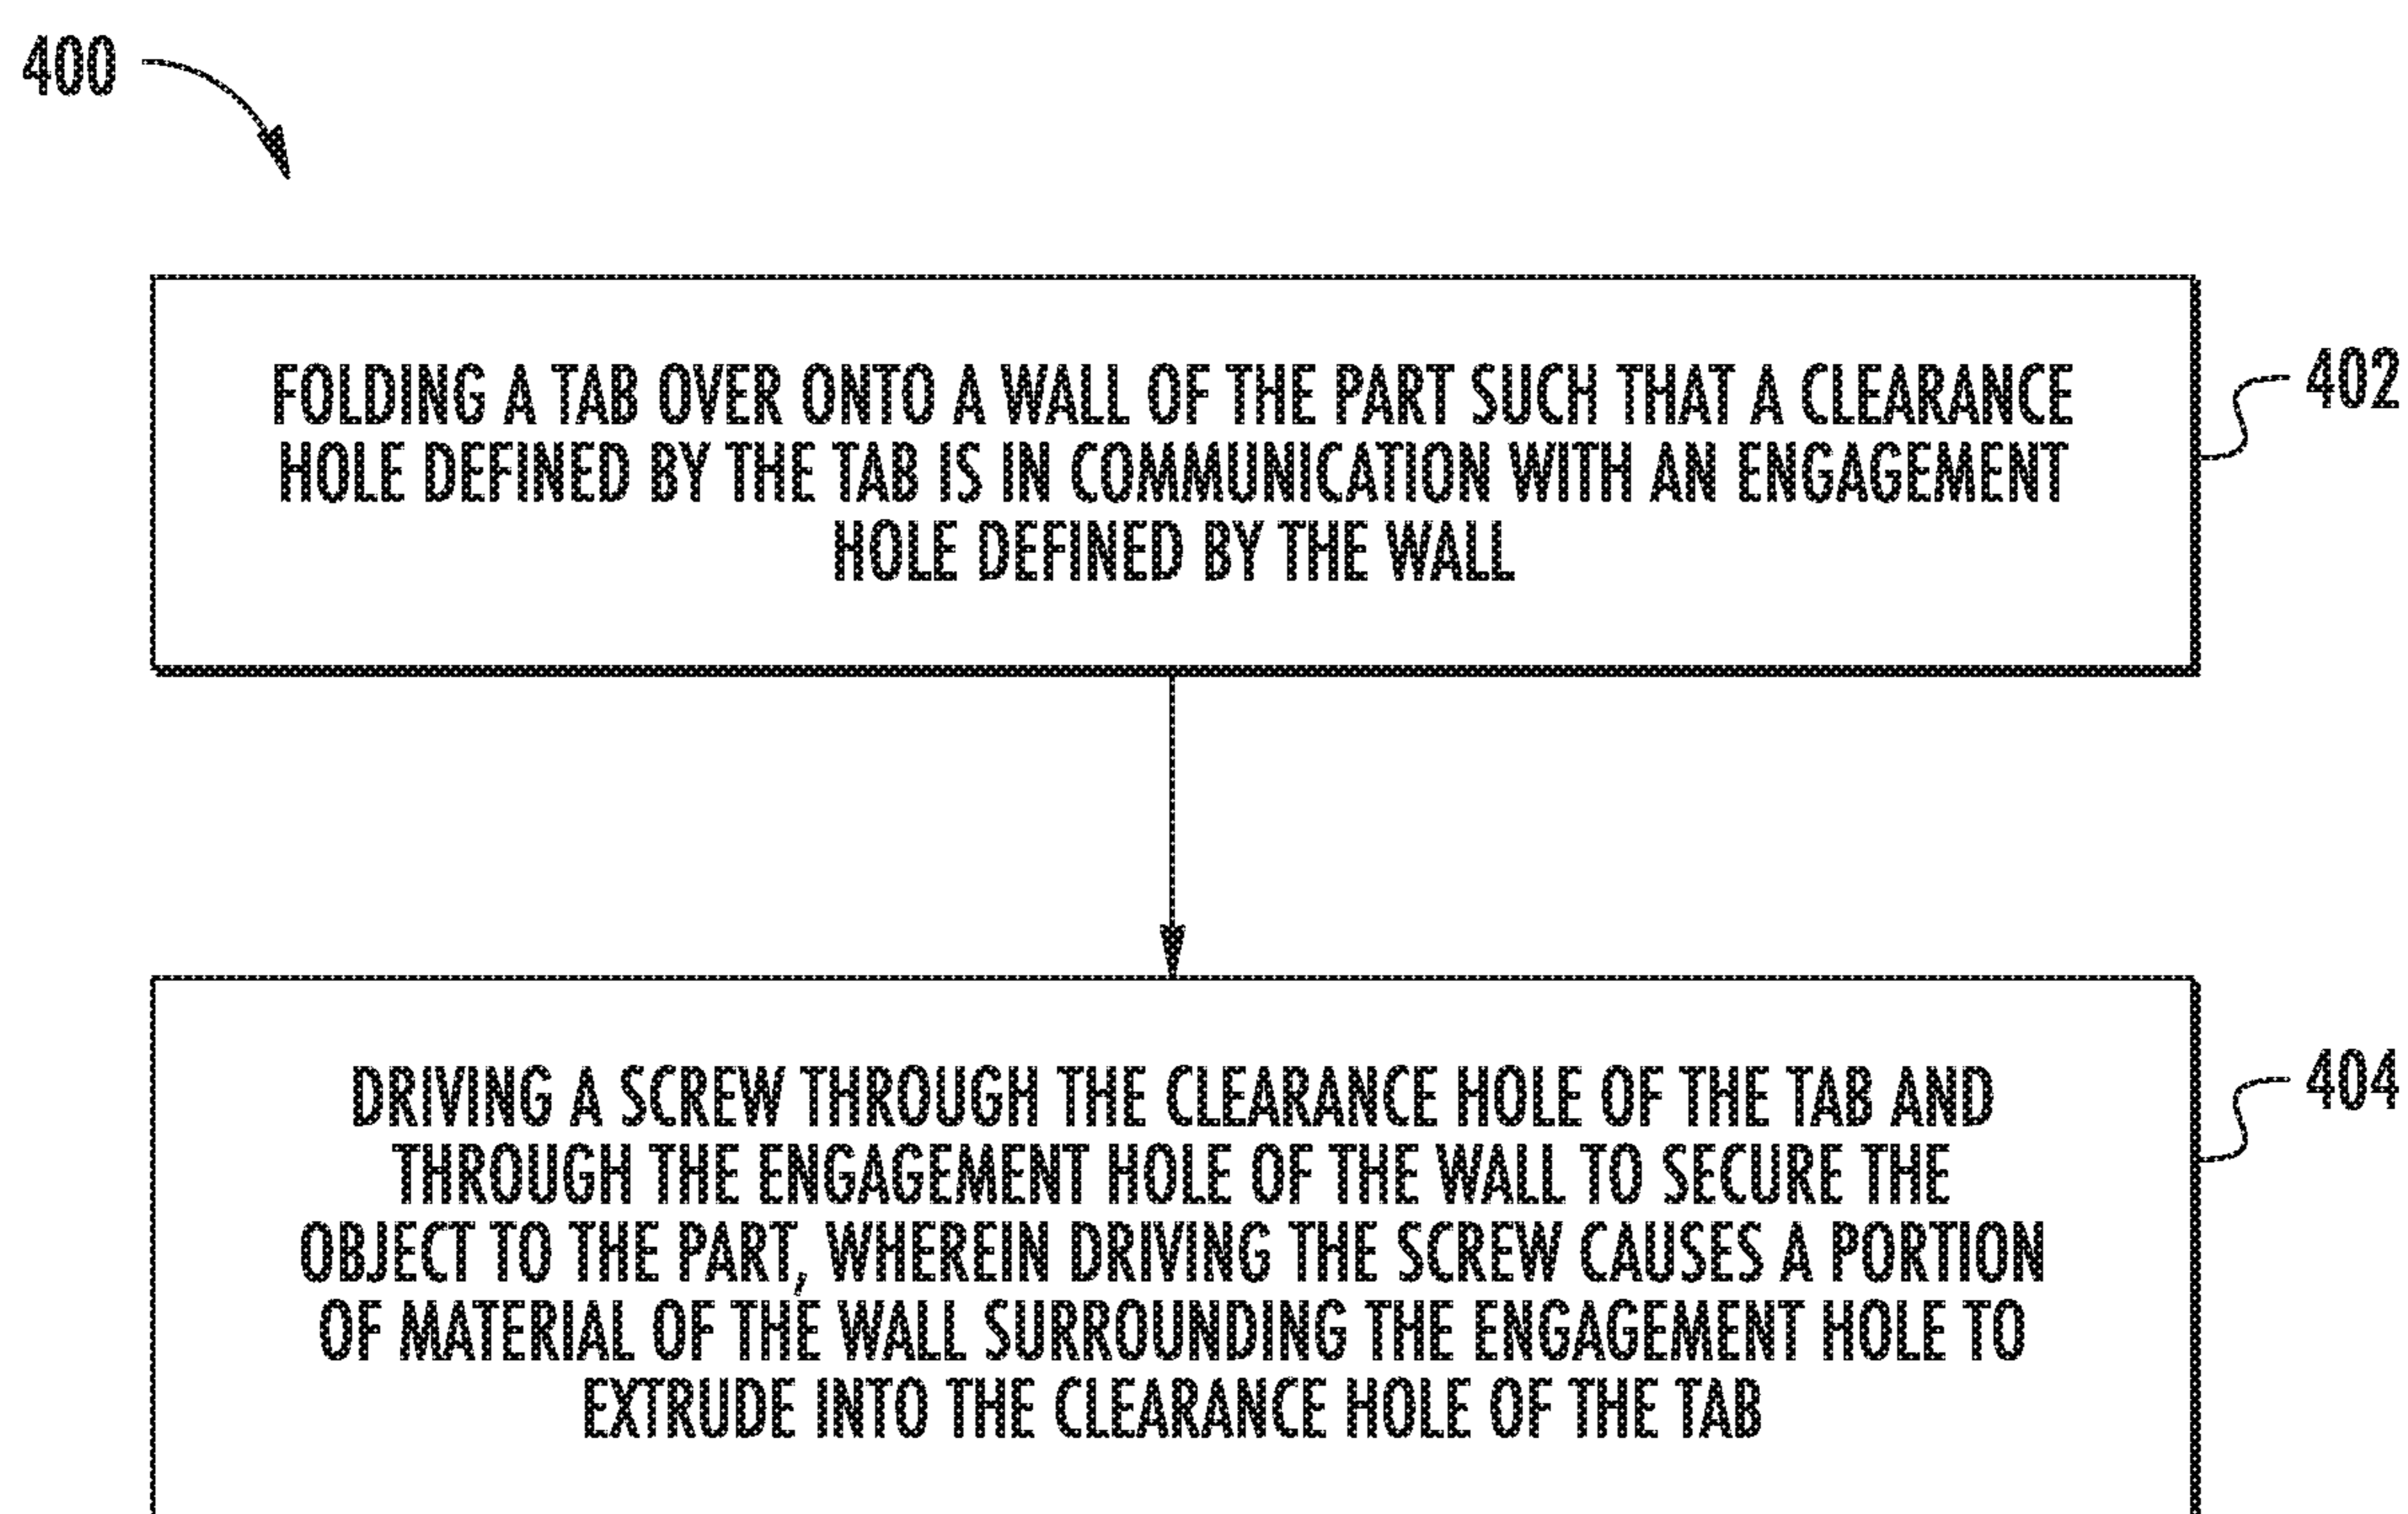 400
FOLDING A TAB OVER ONTO A WALL OF THE PART SUCH THAT A CLEARANCE
HOLE DEFINED BY THE TAB IS IN COMMUNICATION WITH AN ENGAGEMENT
HOLE DEFINED BY THE WALL
402
DRIVING A SCREW THROUGH THE CLEARANCE HOLE OF THE TAB AND
THROUGH THE ENGAGEMENT HOLE OF THE WALL TO SECURE THE
OBJECT TO THE PART, WHEREIN DRIVING THE SCREW CAUSES A PORTION
OF MATERIAL OF THE WALL SURROUNDING THE ENGAGEMENT HOLE TO
EXTRUDE INTO THE CLEARANCE HOLE OF THE TAB
404